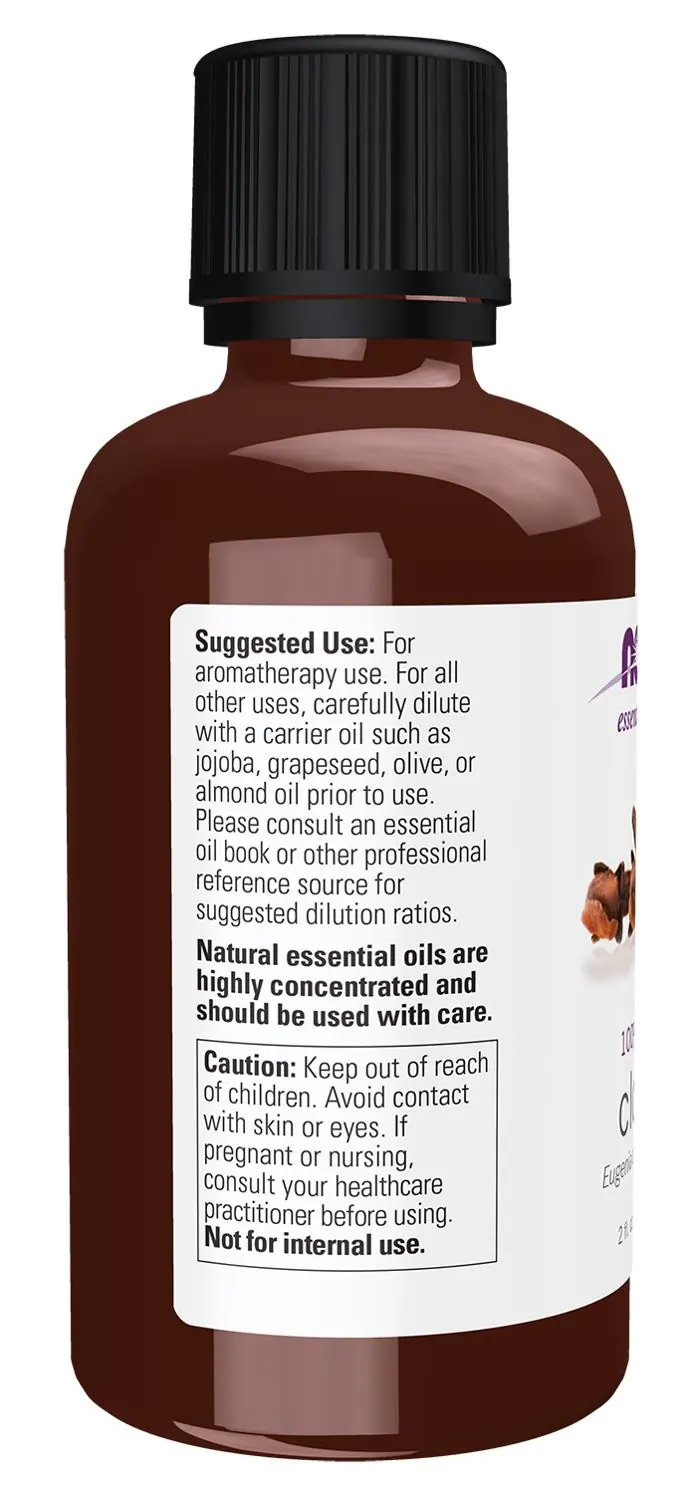 Suggested Use: For
aromatherapy use. For all
other uses, carefully dilute
with a carrier oil such as
jojoba, grapeseed, olive, or
almond oil prior to use.
Please consult an essential
oil book or other professional
reference source for
suggested dilution ratios.
Natural essential oils are
highly concentrated and
should be used with care.
Caution: Keep out of reach
of children. Avoid contact
with skin or eyes. If
pregnant or nursing,
consult your healthcare
practitioner before using.
Not for internal use.